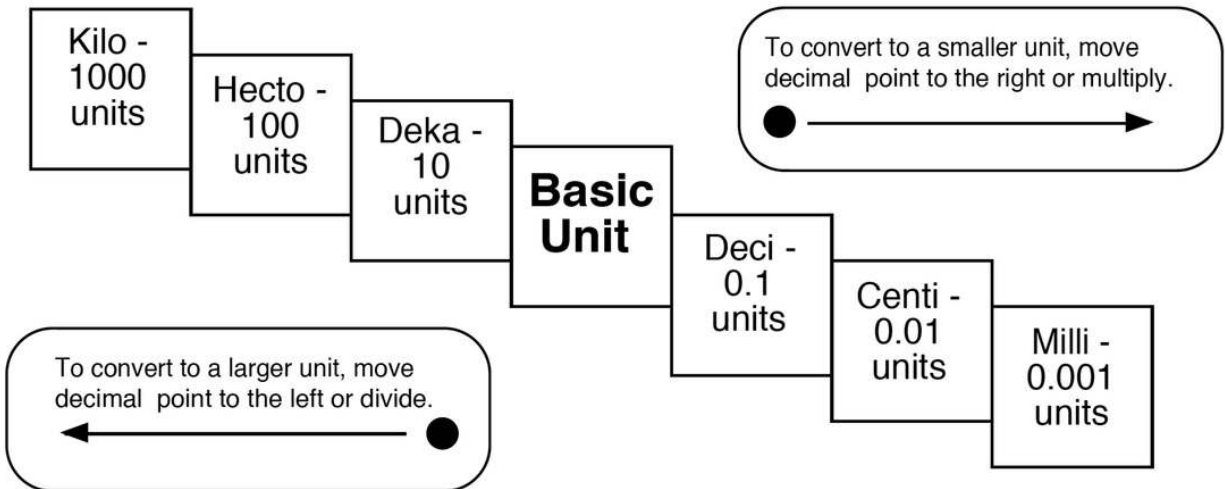 Kilo -
1000
units
Hecto -
100
units
Deka -
10
units
Basic
Unit
Deci -
0.1
units
Centi -
0.01
units
Milli -
0.001
units
To convert to a smaller unit, move
decimal point to the right or multiply.
To convert to a larger unit, move
decimal point to the left or divide.